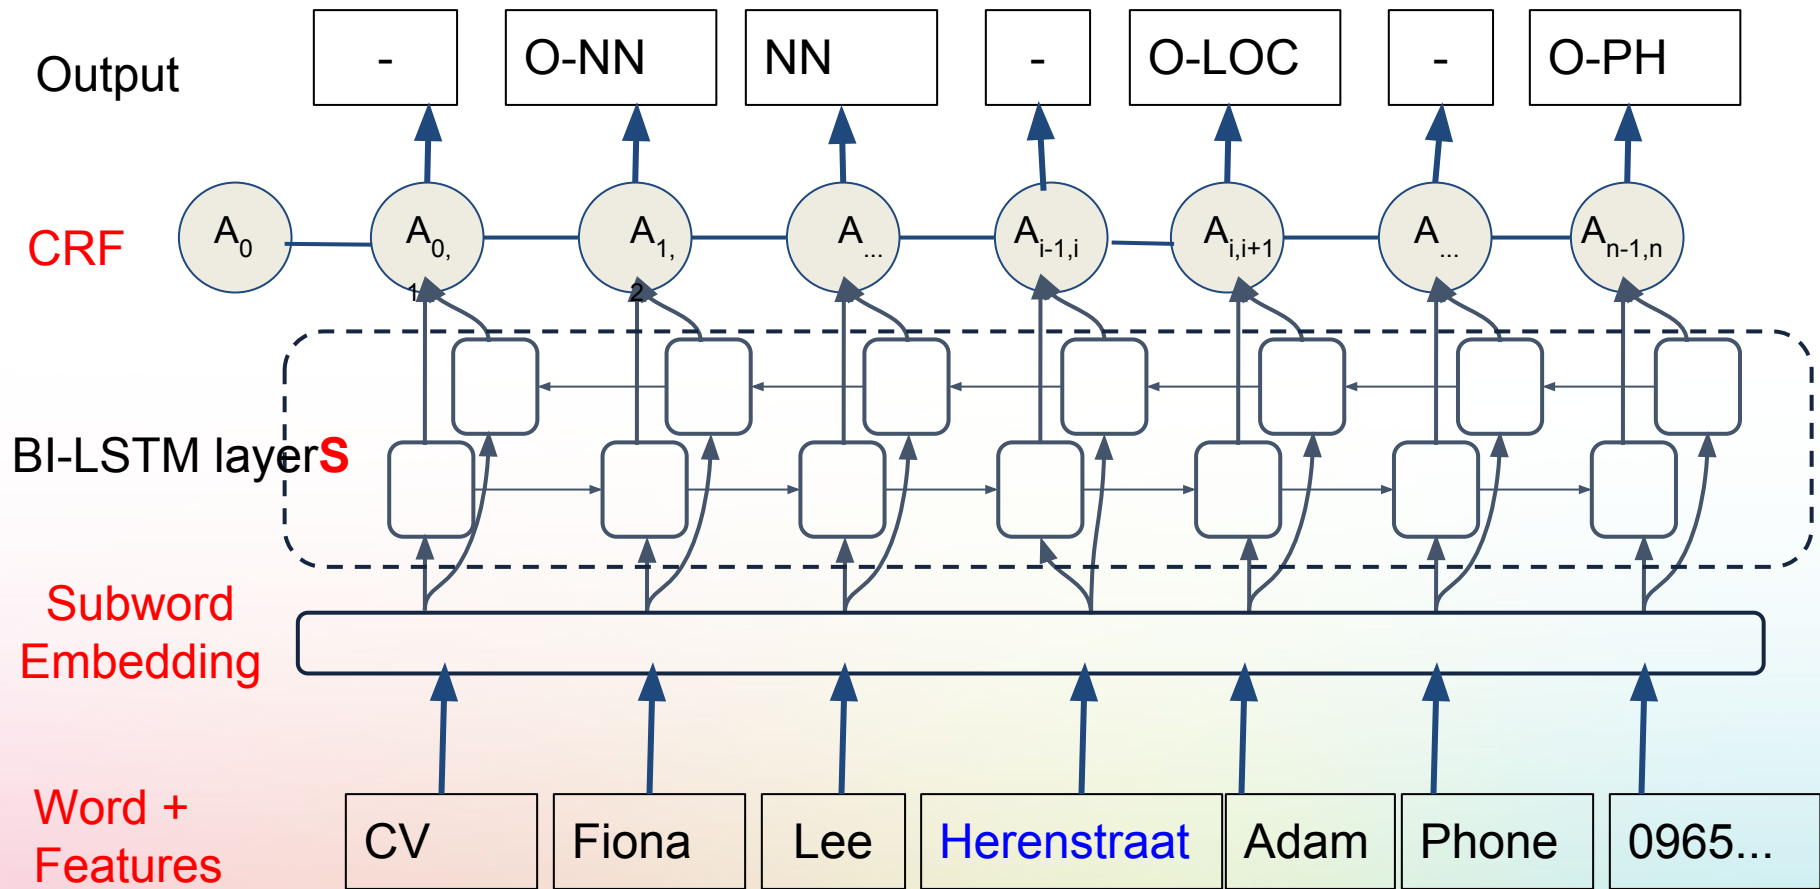 Output
-
O-NN
NN
-
O-LOC
-
O-PH
CRF
A0
A0,
1
A1,
2
A...
Ai-1,i
Ai,i+1
A...
An-1,n
BI-LSTM layerS
Subword
Embedding
Word +
Features
CV
Fiona
Lee
Herenstraat
Adam
Phone
0965...